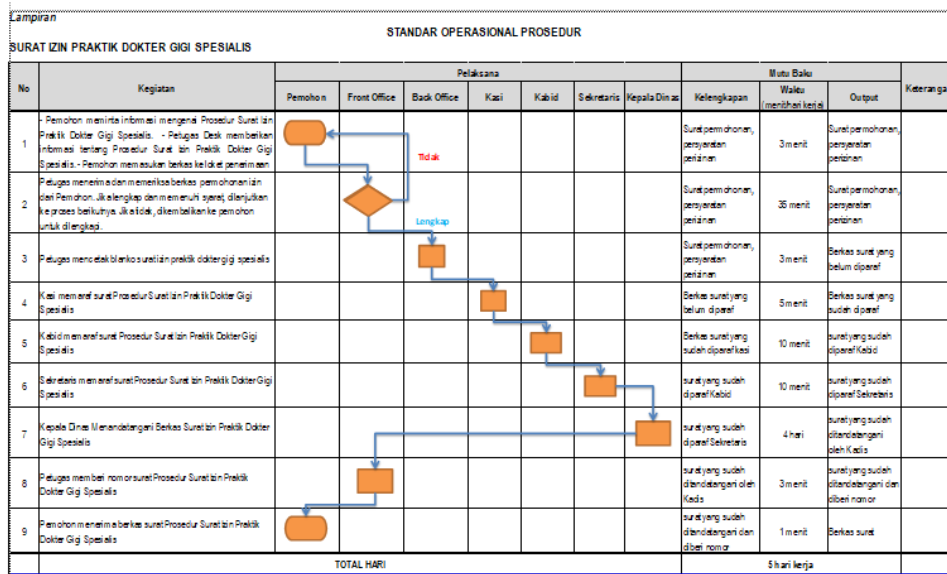 Lampiran
STANDAR OPERASIONAL PROSEDUR
SURAT IZIN PRAKTIK DOKTER GIGI SPESIALIS
No
Kegiatan
Pelaksana
Mutu Baku
Keterangan
Pemohon
Front Office
Back Office
Kasi
Kabid
Sekretaris
Kepala Dinas
Kelengkapan
Waktu
(menit/hari kerja)
Output
1
- Pemohon meminta informasi mengenai Prosedur Surat Izin
Praktik Dokter Gigi Spesialis. - Petugas Desk memberikan
informasi tentang Prosedur Surat Izin Praktik Dokter Gigi
Spesialis. - Pemohon memasukan berkas ke loket penerimaan
Tidak
Surat permohonan,
persyaratan
perizinan
3 menit
Surat permohonan,
persyaratan
perizinan
2
Petugas menerima dan memeriksa berkas permohonan izin
dari Pemohon. Jika lengkap dan memenuhi syarat, dilanjutkan
ke proses berikutnya. Jika tidak, dikembalikan ke pemohon
untuk dilengkapi.
Lengkap
Surat permohonan,
persyaratan
perizinan
35 menit
Surat permohonan,
persyaratan
perizinan
3
Petugas mencetak blanko surat izin praktik dokter gigi spesialis
Surat permohonan,
persyaratan
perizinan
3 menit
Berkas surat yang
belum diparaf
4
Kasi memaraf surat Prosedur Surat Izin Praktik Dokter Gigi
Spesialis
Berkas surat yang
belum diparaf
5 menit
Berkas surat yang
sudah diparaf
5
Kabid memaraf surat Prosedur Surat Izin Praktik Dokter Gigi
Spesialis
Berkas surat yang
sudah diparaf kasi
10 menit
surat yang sudah
diparaf Kabid
6
Sekretaris memaraf surat Prosedur Surat Izin Praktik Dokter Gigi
Spesialis
surat yang sudah
diparaf Kabid
10 menit
surat yang sudah
diparaf Sekretaris
7
Kepala Dinas Menandatangani Berkas Surat Izin Praktik Dokter
Gigi Spesialis
surat yang sudah
diparaf Sekretaris
4 hari
surat yang sudah
ditandatangani
oleh Kadis
8
Petugas memberi nomor surat Prosedur Surat Izin Praktik
Dokter Gigi Spesialis
surat yang sudah
ditandatangani oleh
Kadis
3 menit
surat yang sudah
ditandatangani dan
diberi nomor
9
Pemohon menerima berkas surat Prosedur Surat Izin Praktik
Dokter Gigi Spesialis
surat yang sudah
ditandatangani dan
diberi nomor
1 menit
Berkas surat
TOTAL HARI
5 hari kerja